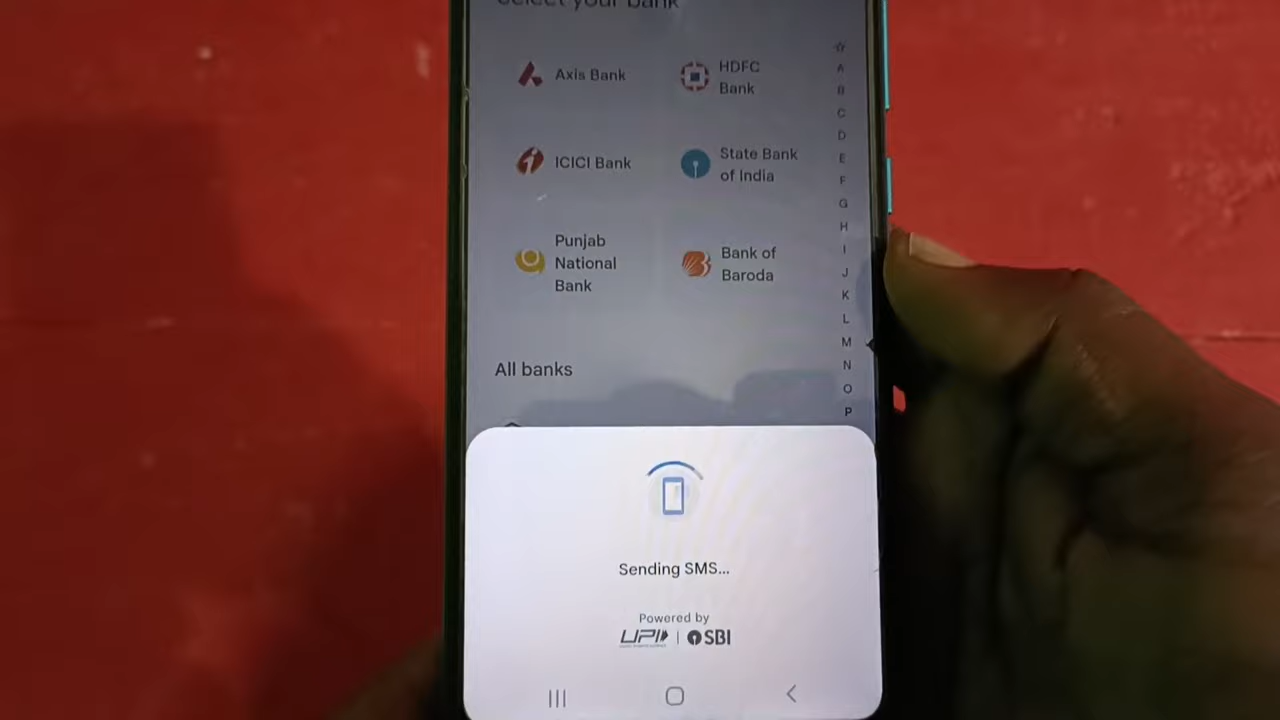 Select your bank
Axis Bank
HDFC
Bank
ICICI Bank
State Bank
of India
Punjab
National
Bank
Bank of
Baroda
All banks
A
B
C
D
E
F
G
H
I
J
K
L
M
N
O
P
Sending SMS...
Powered by
UPI | SBI